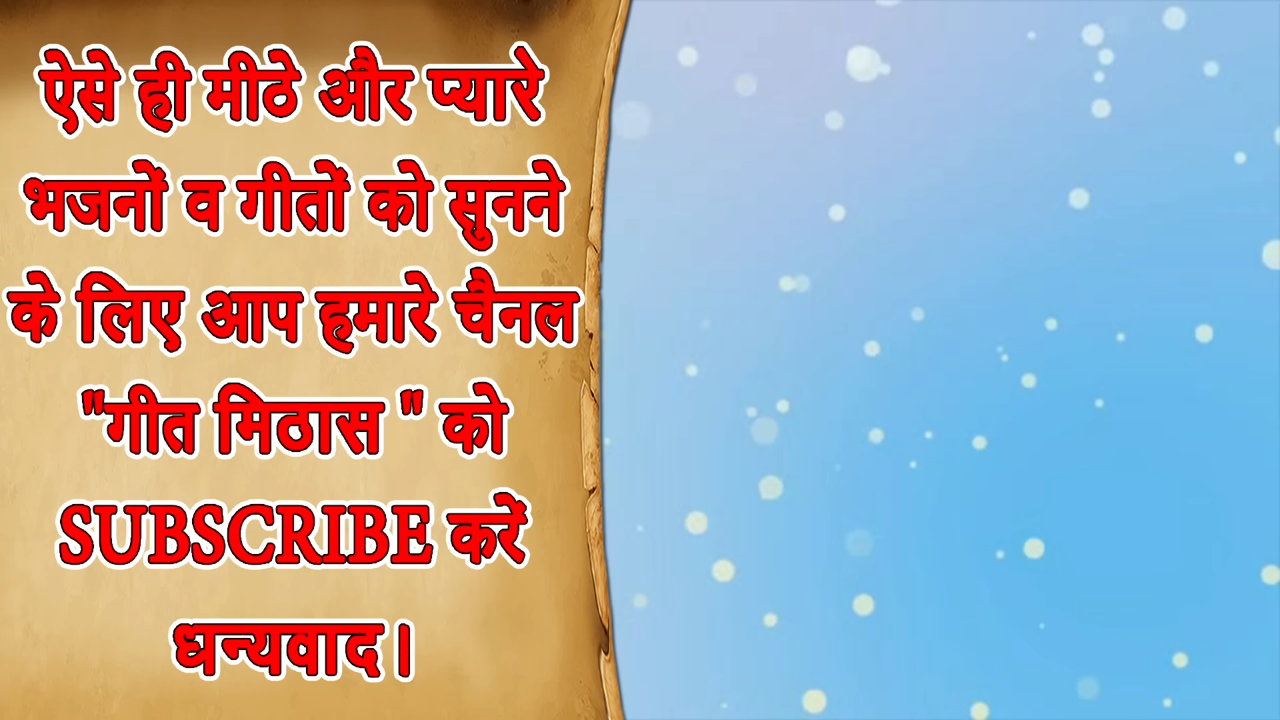 ऐसे ही मीठे और प्यारे
भजनों व गीतों को सुनने
के लिए आप हमारे चैनल
"गीत मिठास " को
SUBSCRIBE करें
धन्यवाद।